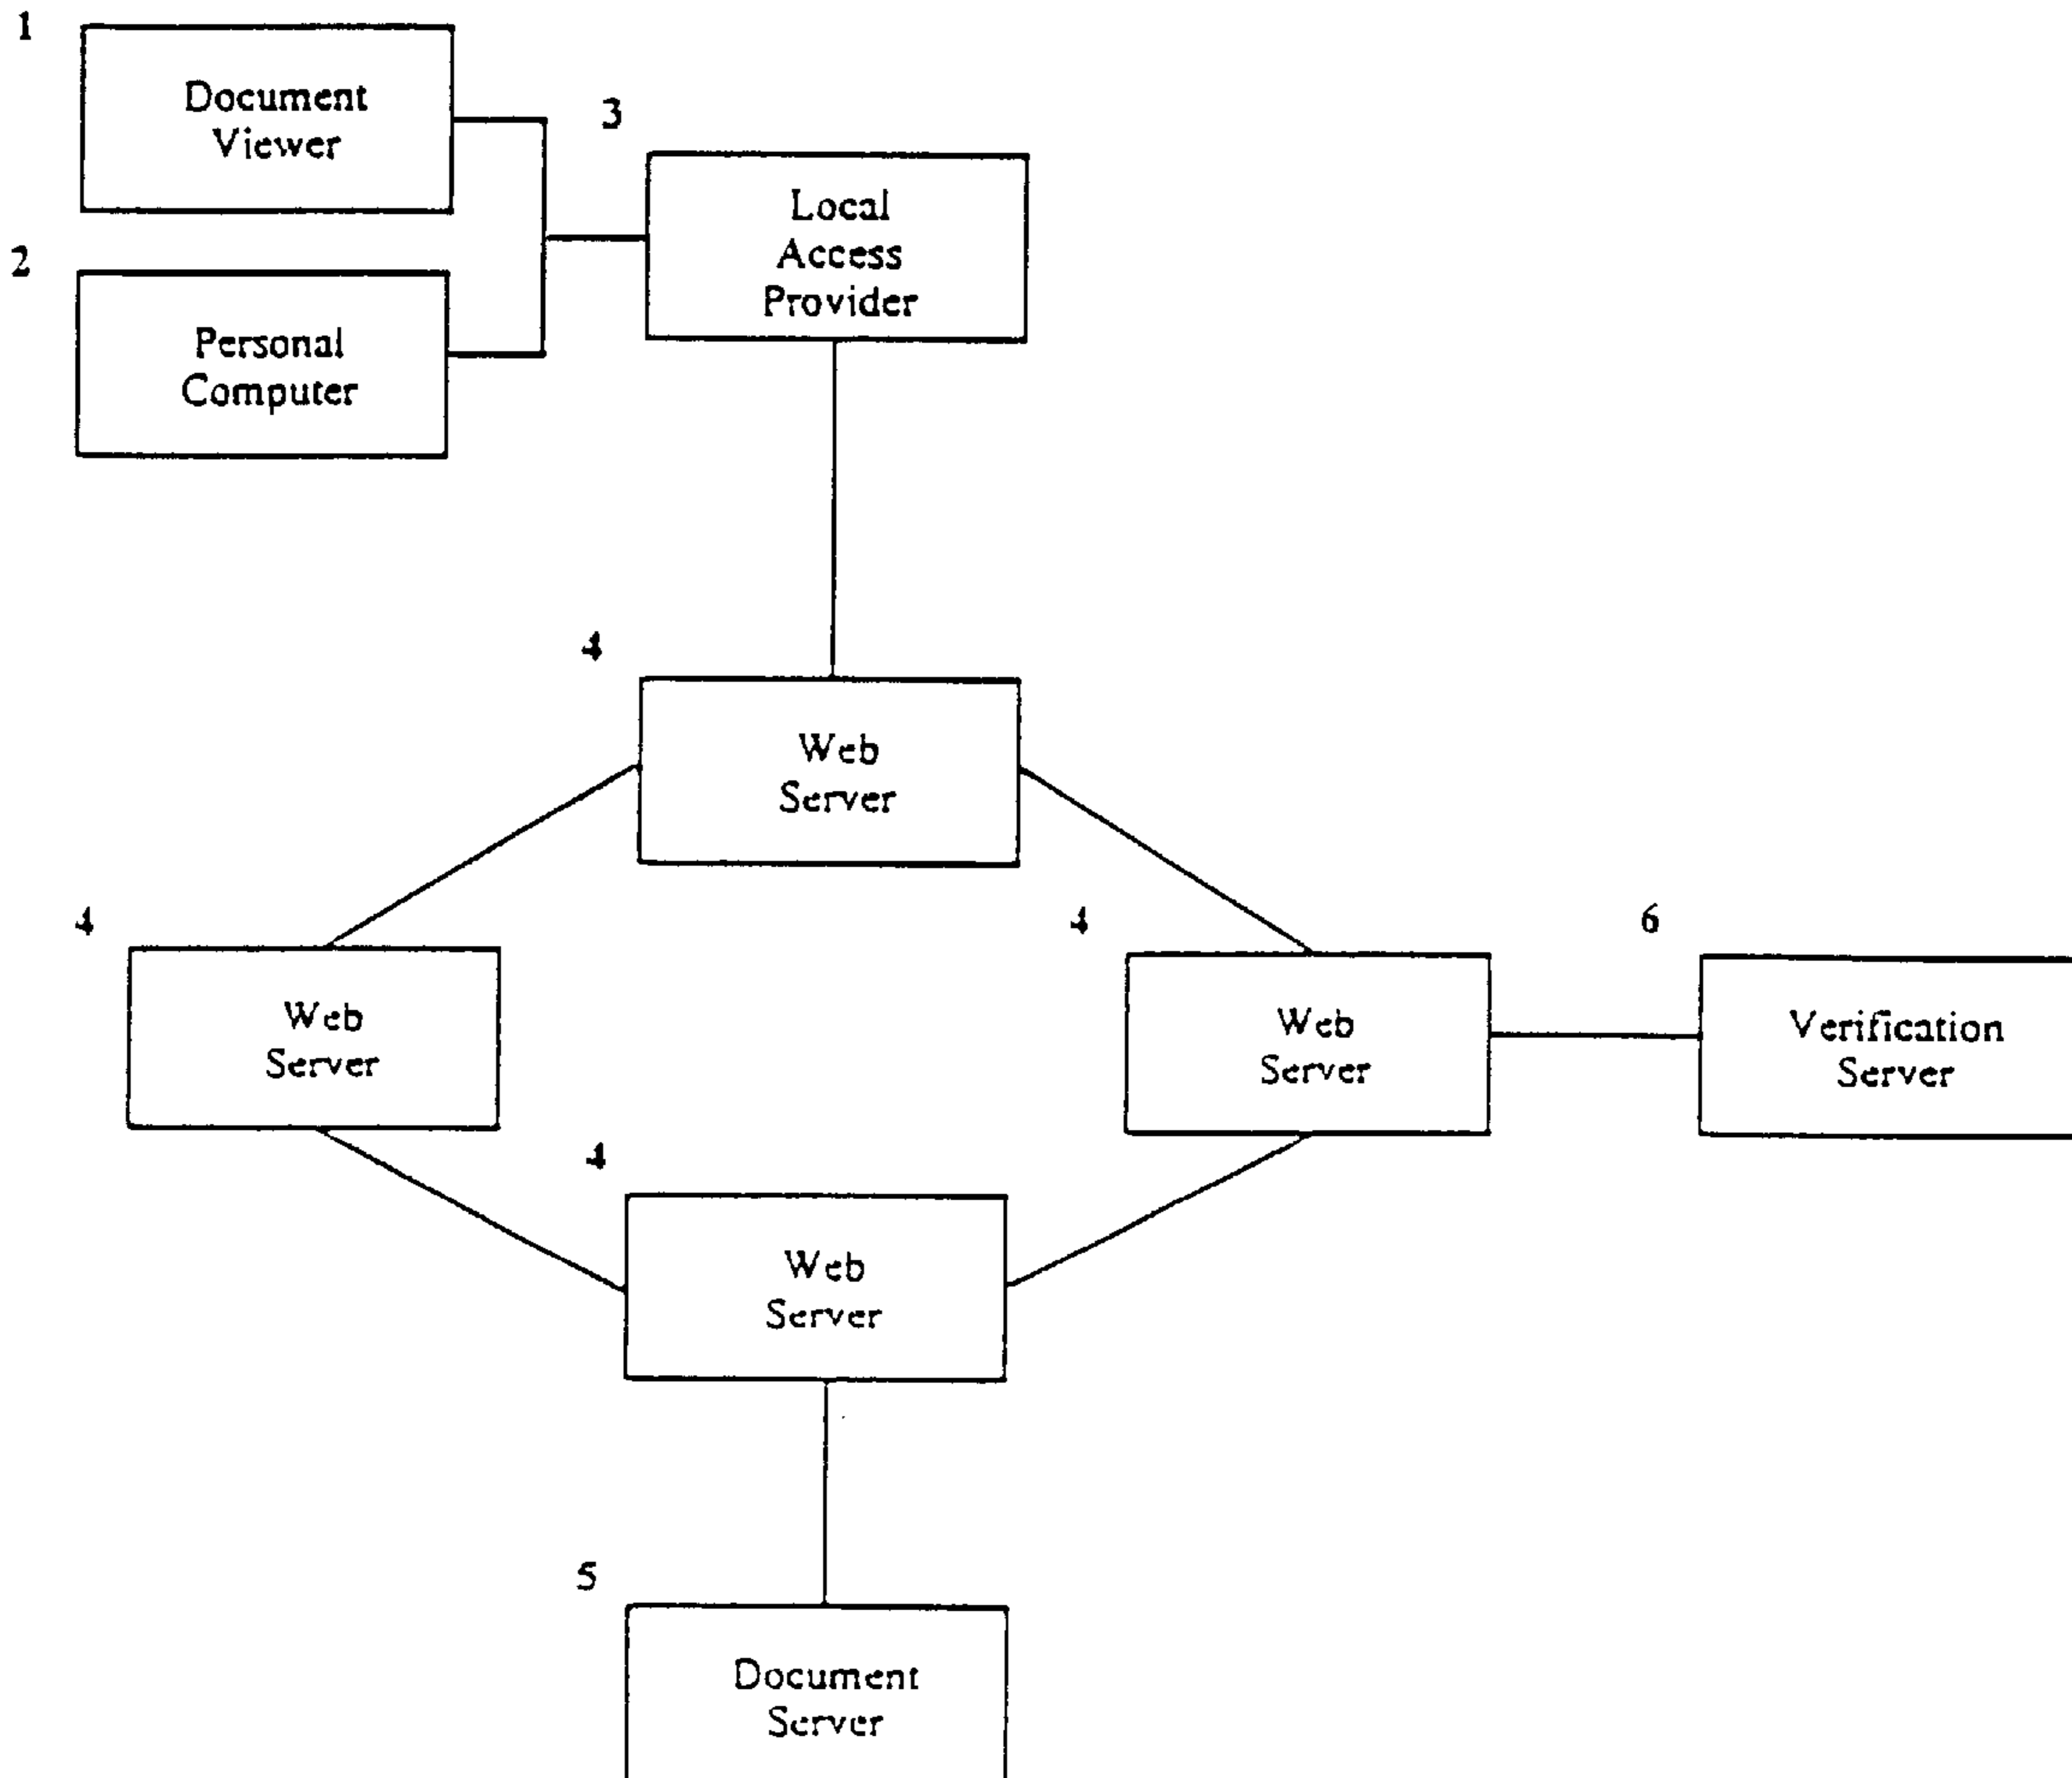 1
Document
Viewer
3
Local
Access
Provider
2
Personal
Computer
4
Web
Server
4
Web
Server
4
Web
Server
6
Verification
Server
4
Web
Server
5
Document
Server